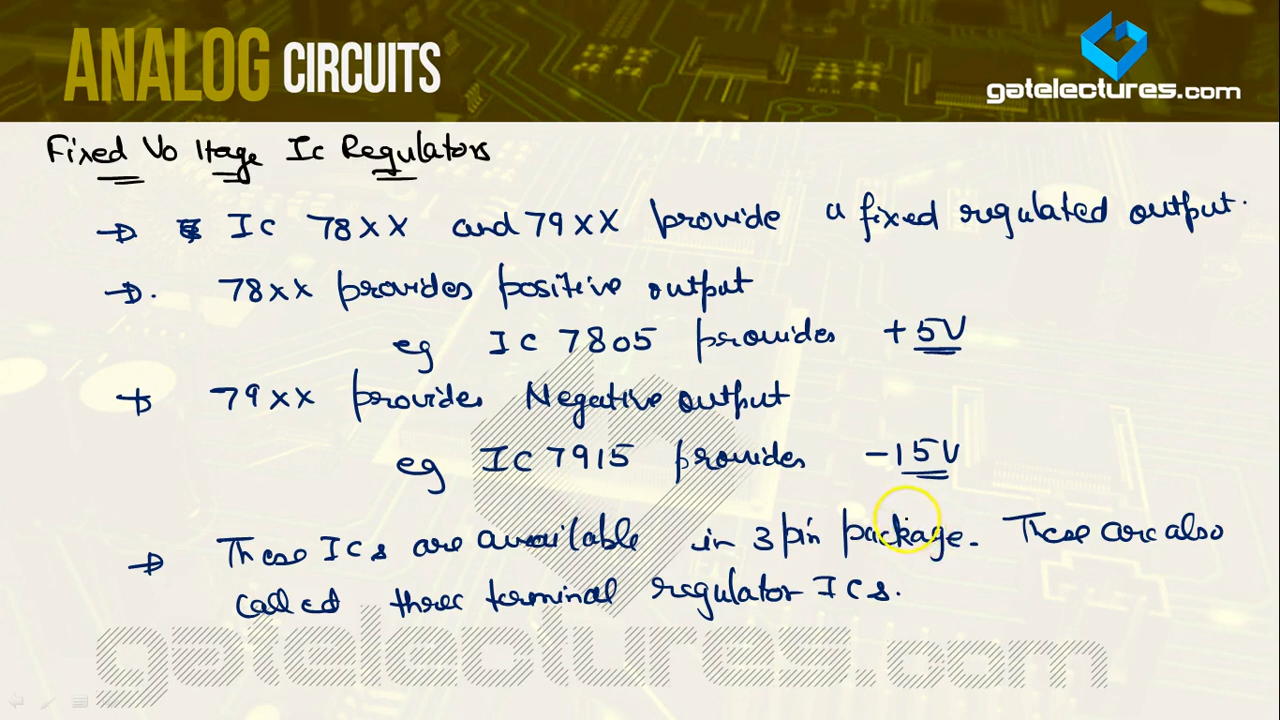 ANALOG CIRCUITS
gatelectures.com
Fixed Voltage Ic Regulators
→ Ic 78XX and 79XX provide a fixed regulated output.
→. 78XX provides positive output
eg IC 7805 provides +5V
→ 79XX provides Negative output
eg IC 7915 provides -15V
→ These ICs are available in 3 pin package. These are also
called three terminal regulator ICs.
gatelectures.com